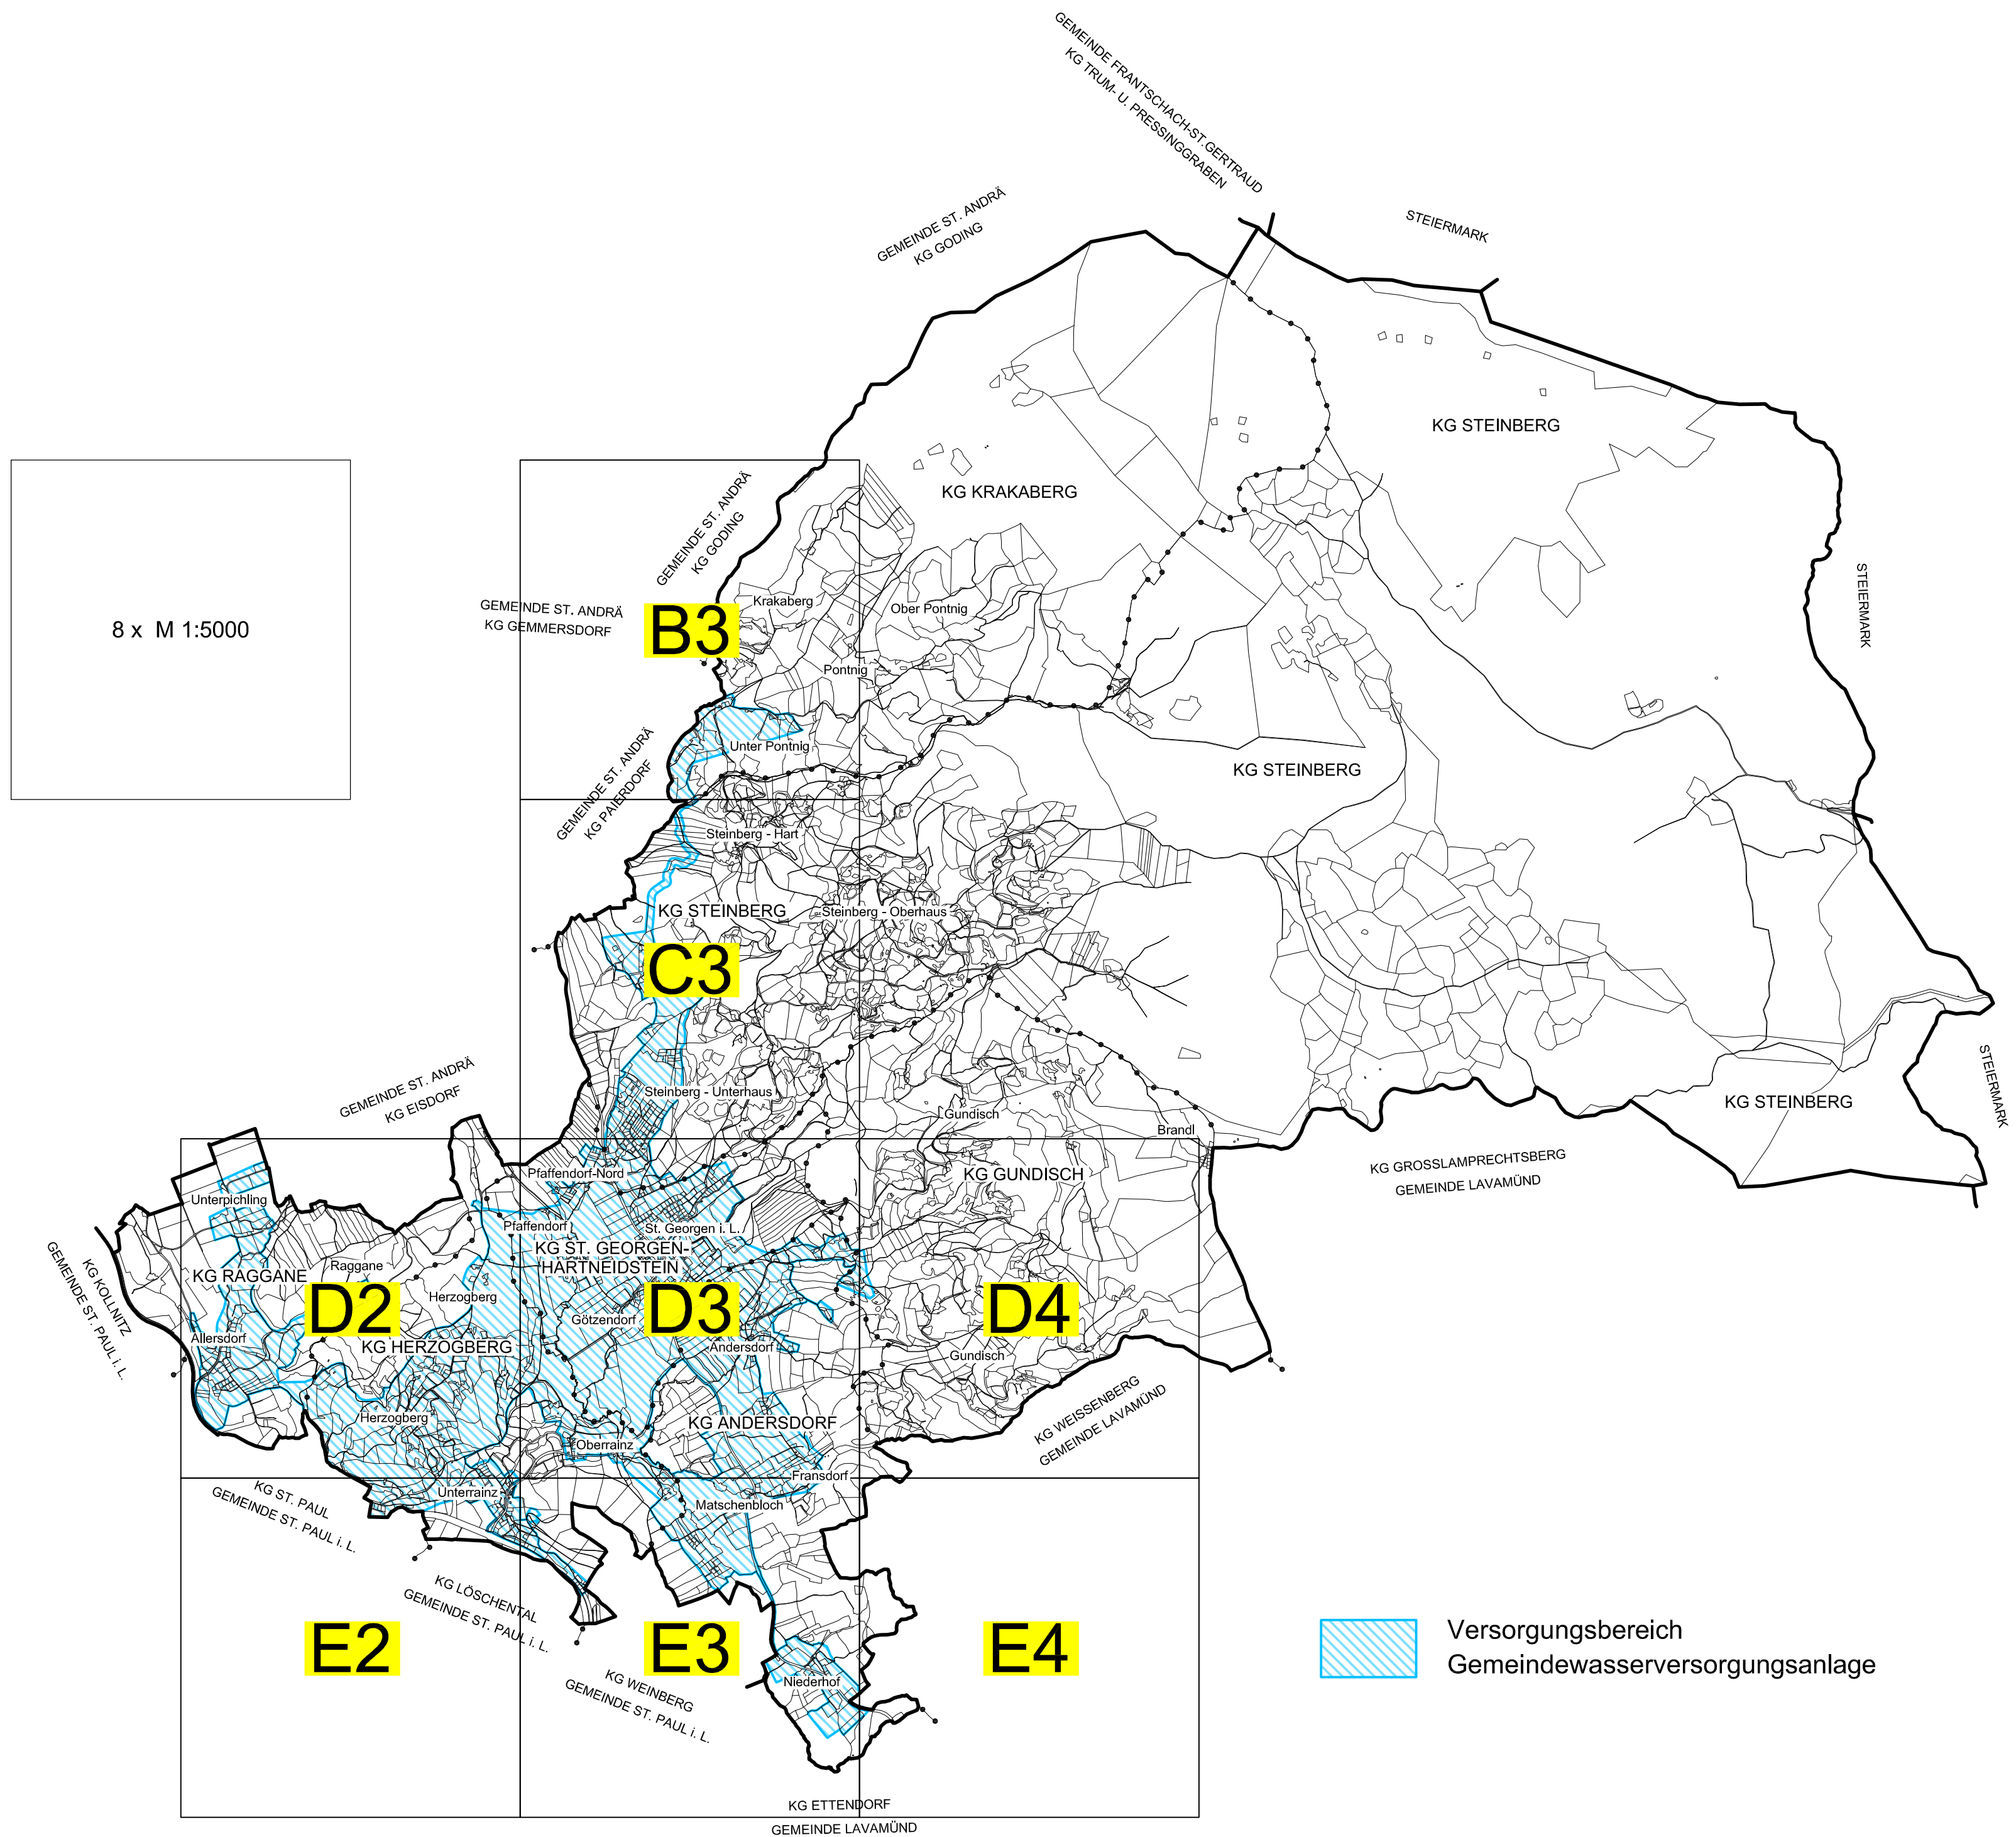 GEMEINDE FRANTSCHACH-ST.GERTRAUD
KG TRUM- U. PRESSINGGRABEN
GEMEINDE ST. ANDRÄ
KG GODING
STEIERMARK
KG STEINBERG
KG KRAKABERG
GEMEINDE ST. ANDRÄ
KG GODING
8 x M 1:5000
GEMEINDE ST. ANDRÄ
KG GEMMERSDORF
B3
Krakaberg
Ober Pontnig
STEIERMARK
Pontnig
Unter Pontnig
GEMEINDE ST. ANDRÄ
KG PAIERDORF
KG STEINBERG
Steinberg - Hart
KG STEINBERG
Steinberg - Oberhaus
C3
Steinberg - Unterhaus
GEMEINDE ST. ANDRÄ
KG EISDORF
Gundisch
Brandl
KG STEINBERG
STEIERMARK
KG GROSSLAMPRECHTSBERG
GEMEINDE LAVAMÜND
Pfaffendorf-Nord
KG GUNDISCH
Unterpichling
Pfaffendorf
St. Georgen i. L.
KG ST. GEORGEN-
HARTNEIDSTEIN
Raggane
KG RAGGANE
KG KOLLNITZ
GEMEINDE ST. PAUL i. L.
Herzogberg
D2
D3
D4
Götzendorf
Allersdorf
KG HERZOGBERG
Andersdorf
Gundisch
KG WEISSENBERG
GEMEINDE LAVAMÜND
Herzogberg
KG ANDERSDORF
Oberrainz
Fransdorf
Unterrainz
Matschenbloch
KG ST. PAUL
GEMEINDE ST. PAUL i. L.
KG LÖSCHENTAL
GEMEINDE ST. PAUL i. L.
E2
E3
E4
Niederhof
KG WEINBERG
GEMEINDE ST. PAUL i. L.
Versorgungsbereich
Gemeindewasserversorgungsanlage
KG ETTENDORF
GEMEINDE LAVAMÜND